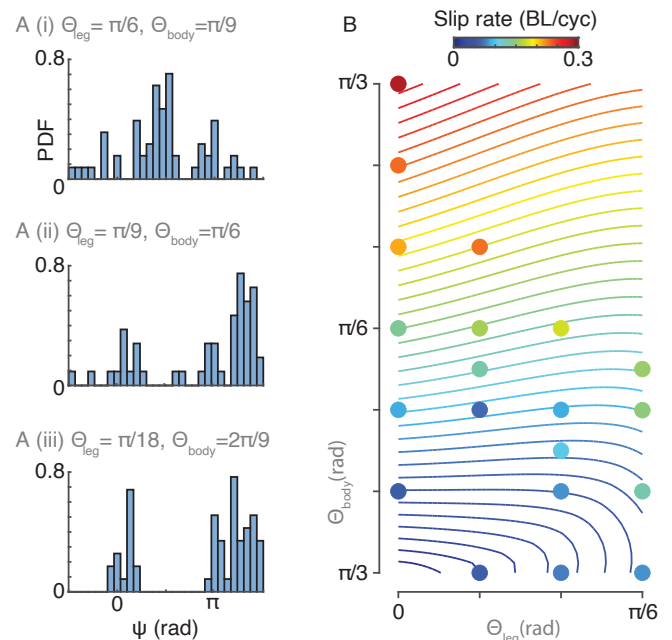 A (i) Θleg = π/6, Θbody=π/9
0.8
PDF
0
A (ii) Θleg= π/9, Θbody=π/6
0.8
0
A (iii) Θleg= π/18, Θbody=2π/9
0.8
0
0 π
ψ (rad)
B Slip rate (BL/cyc)
0 0.3
π/3
π/6
Θbody(rad)
π/3
0 π/6
Θleg(rad)